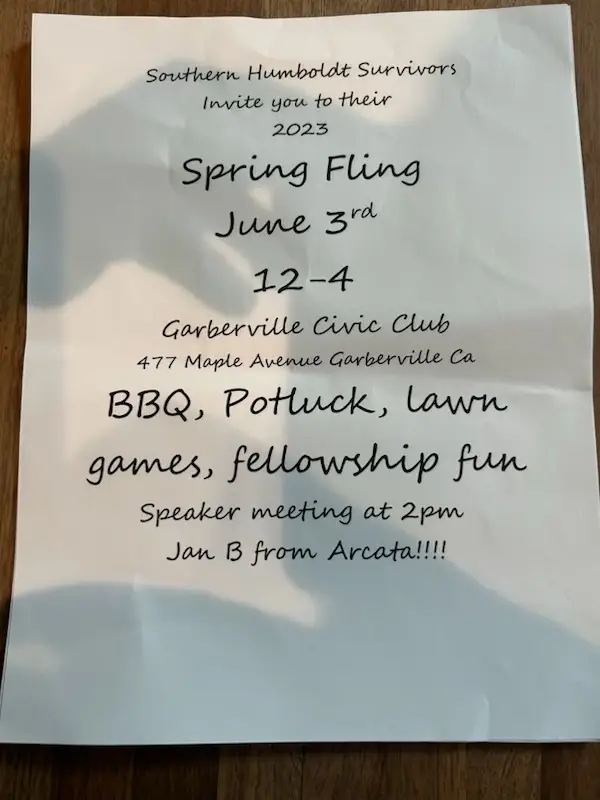 Southern Humboldt Survivors
Invite you to their
2023
Spring Fling
June 3rd
12-4
Garberville Civic Club
477 Maple Avenue Garberville Ca
BBQ, Potluck, lawn
games, fellowship fun
Speaker meeting at 2pm
Jan B from Arcata!!!!